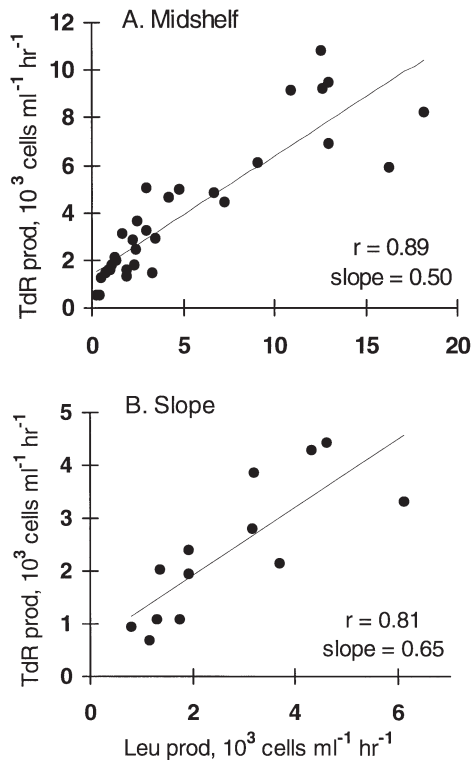 A. Midshelf
TdR prod, 10³ cells ml⁻¹ hr⁻¹
12
10
8
6
4
2
0
r = 0.89
slope = 0.50
0 5 10 15 20
B. Slope
TdR prod, 10³ cells ml⁻¹ hr⁻¹
5
4
3
2
1
0
r = 0.81
slope = 0.65
0 2 4 6
Leu prod, 10³ cells ml⁻¹ hr⁻¹